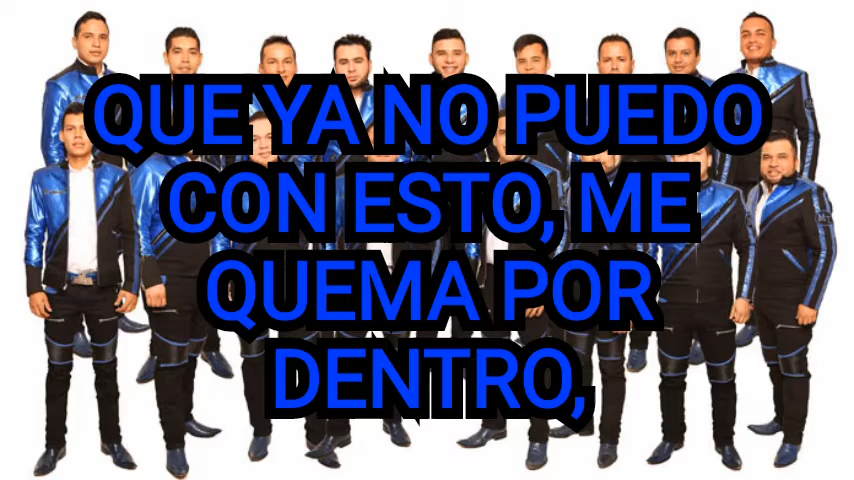 QUE YA NO PUEDO
CON ESTO, ME
QUEMA POR
DENTRO,